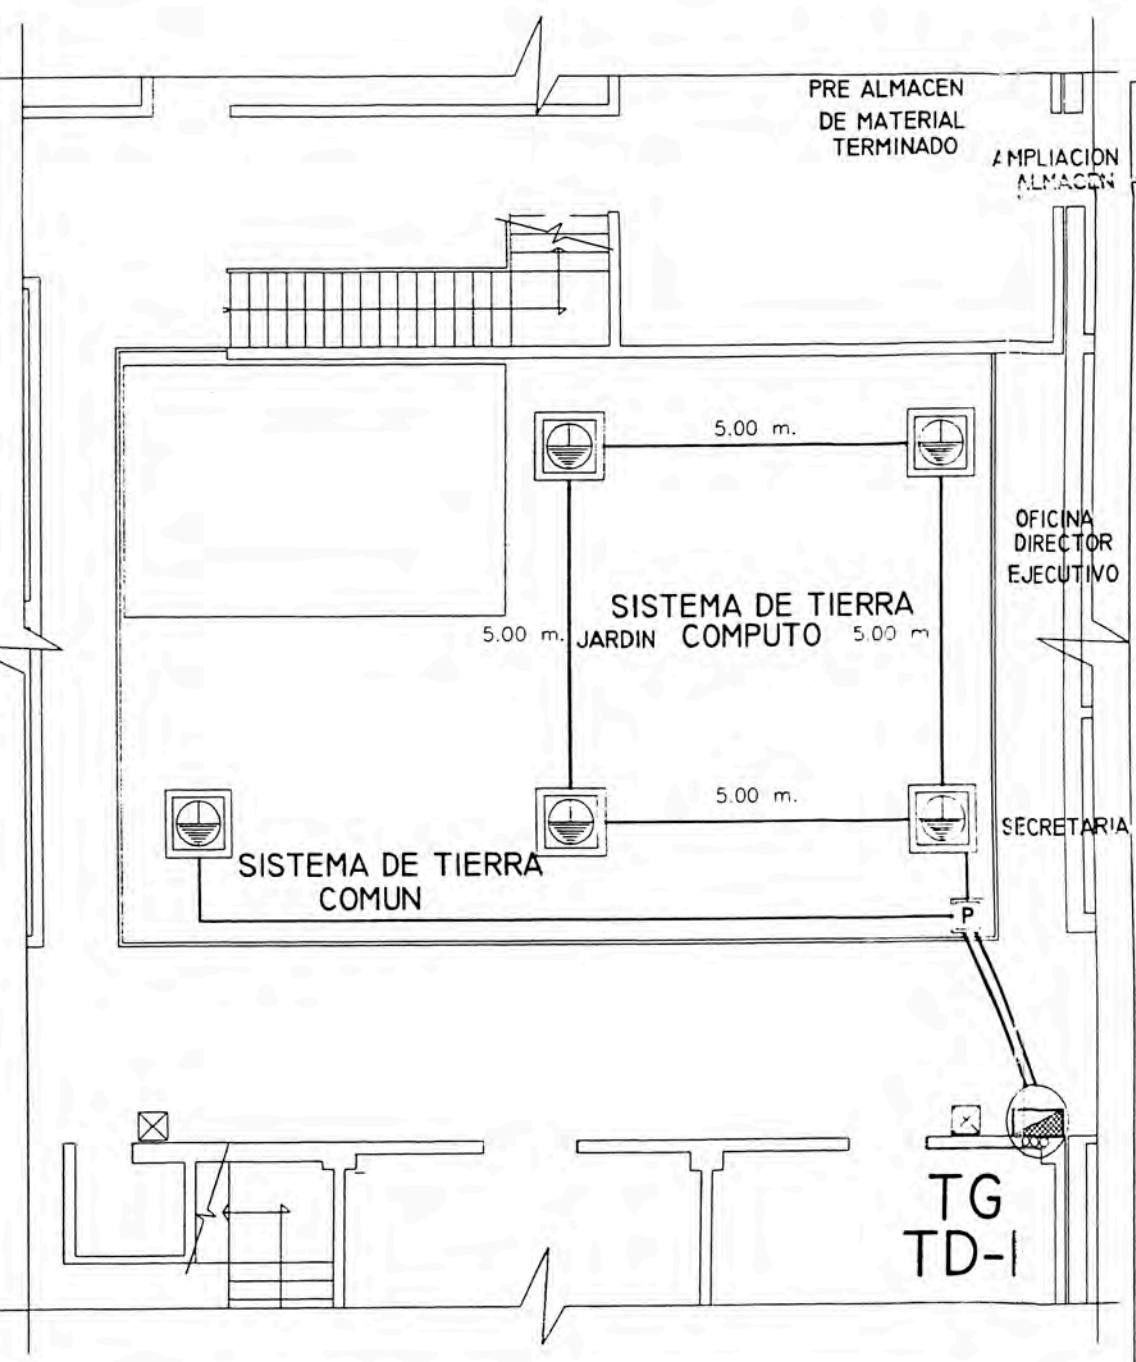 PRE ALMACEN
DE MATERIAL
TERMINADO
AMPLIACION
ALMACEN
5.00 m.
OFICINA
DIRECTOR
EJECUTIVO
SISTEMA DE TIERRA
COMPUTO
5.00 m.
JARDIN
5.00 m
5.00 m.
SECRETARIA
SISTEMA DE TIERRA
COMUN
P
TG
TD-I